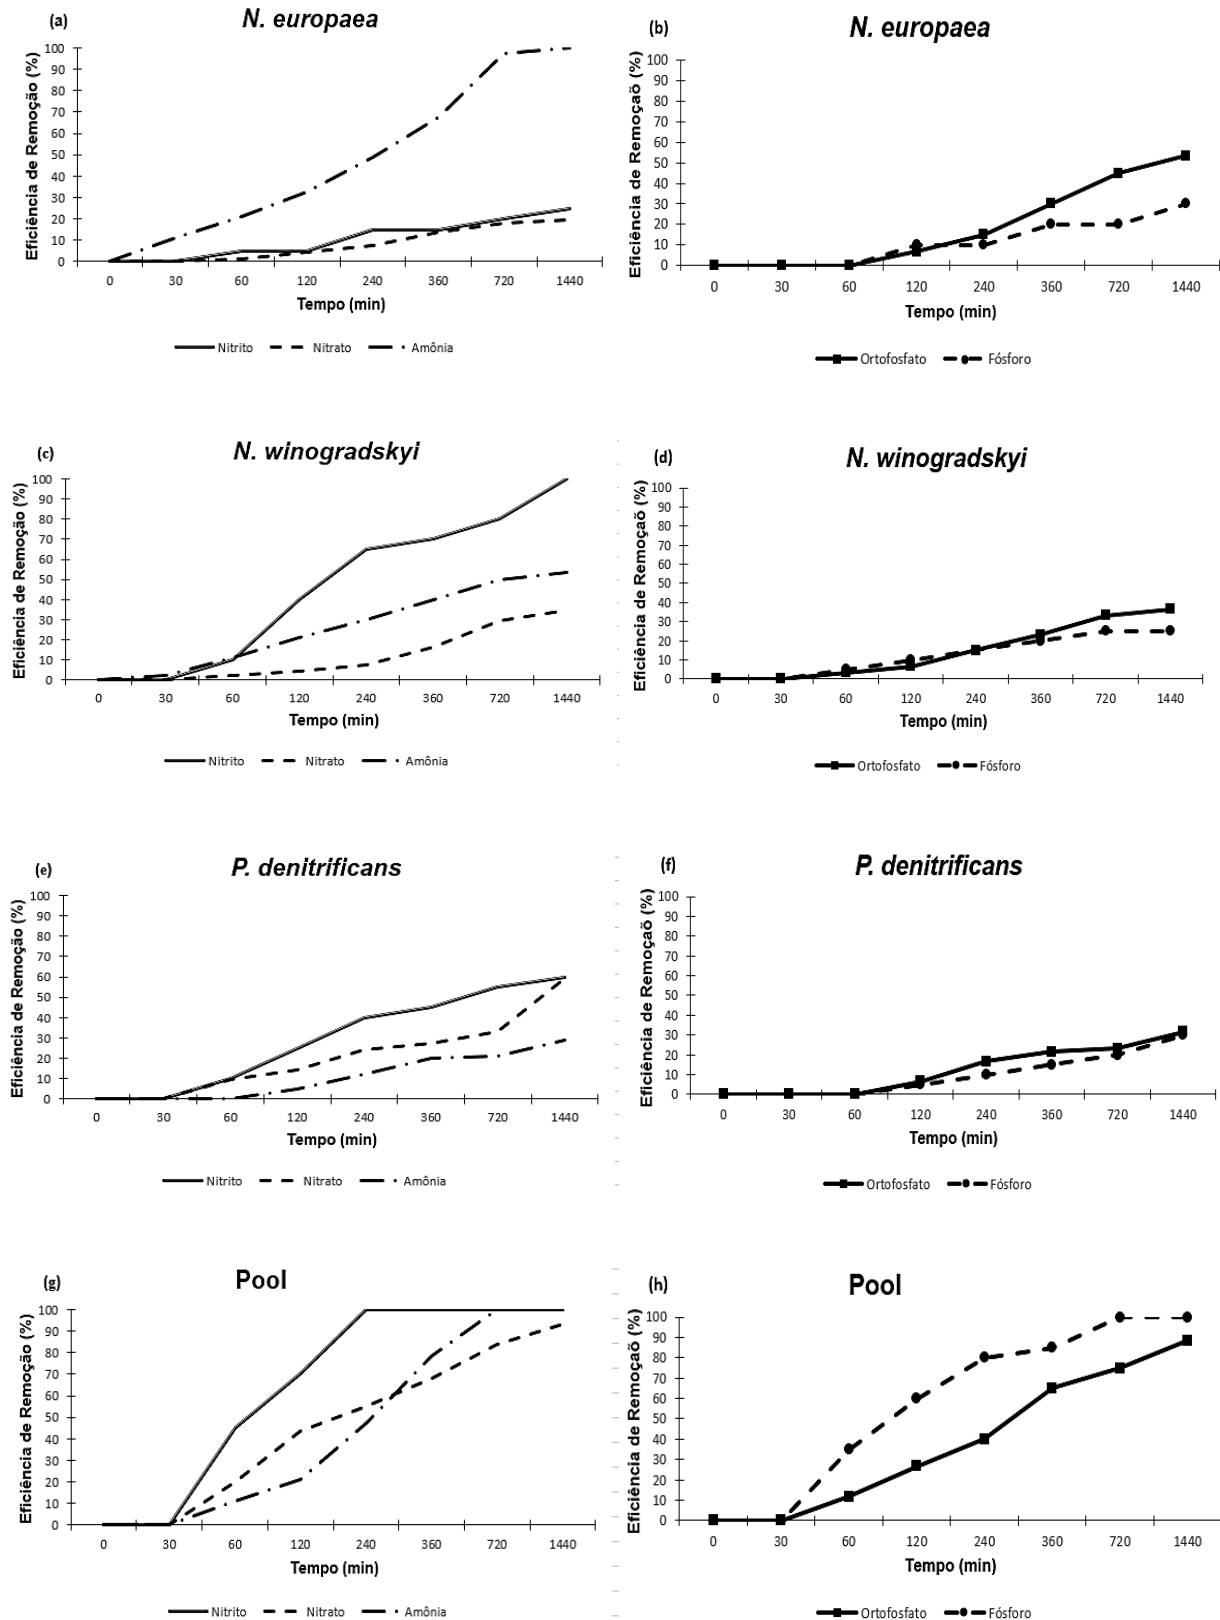 (a) N. europaea
Eficiência de Remoção (%)
100
90
80
70
60
50
40
30
20
10
0
0 30 60 120 240 360 720 1440
Tempo (min)
Nitrito Nitrato Amônia
(b) N. europaea
Eficiência de Remoçaõ (%)
100
90
80
70
60
50
40
30
20
10
0
0 30 60 120 240 360 720 1440
Tempo (min)
Ortofosfato Fósforo
(c) N. winogradskyi
Eficiência de Remoção (%)
100
90
80
70
60
50
40
30
20
10
0
0 30 60 120 240 360 720 1440
Tempo (min)
Nitrito Nitrato Amônia
(d) N. winogradskyi
Eficiência de Remoçaõ (%)
100
90
80
70
60
50
40
30
20
10
0
0 30 60 120 240 360 720 1440
Tempo (min)
Ortofosfato Fósforo
(e) P. denitrificans
Eficiência de Remoção (%)
100
90
80
70
60
50
40
30
20
10
0
0 30 60 120 240 360 720 1440
Tempo (min)
Nitrito Nitrato Amônia
(f) P. denitrificans
Eficiência de Remoçaõ (%)
100
90
80
70
60
50
40
30
20
10
0
0 30 60 120 240 360 720 1440
Tempo (min)
Ortofosfato Fósforo
(g) Pool
Eficiência de Remoção (%)
100
90
80
70
60
50
40
30
20
10
0
0 30 60 120 240 360 720 1440
Tempo (min)
Nitrito Nitrato Amônia
(h) Pool
Eficiência de Remoçaõ (%)
100
90
80
70
60
50
40
30
20
10
0
0 30 60 120 240 360 720 1440
Tempo (min)
Ortofosfato Fósforo